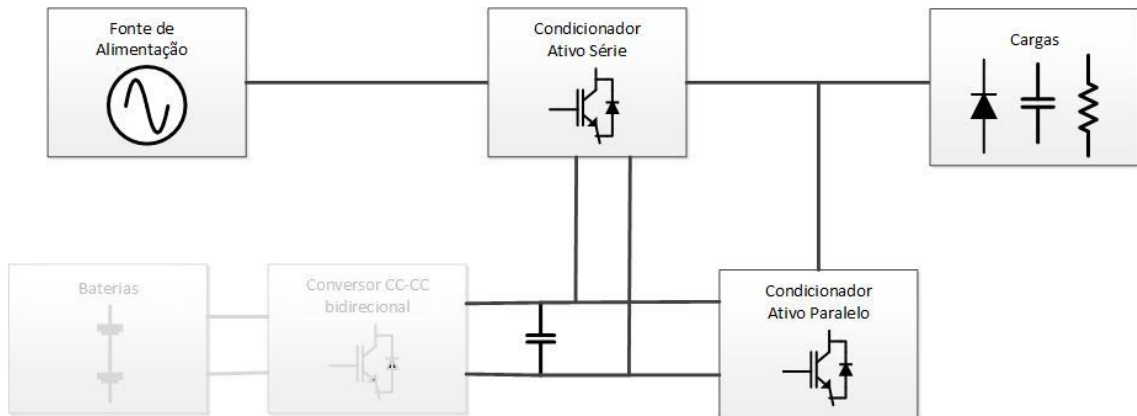 Fonte de
Alimentação
Condicionador
Ativo Série
Cargas
Baterias
Conversor CC-CC
bidirecional
Condicionador
Ativo Paralelo